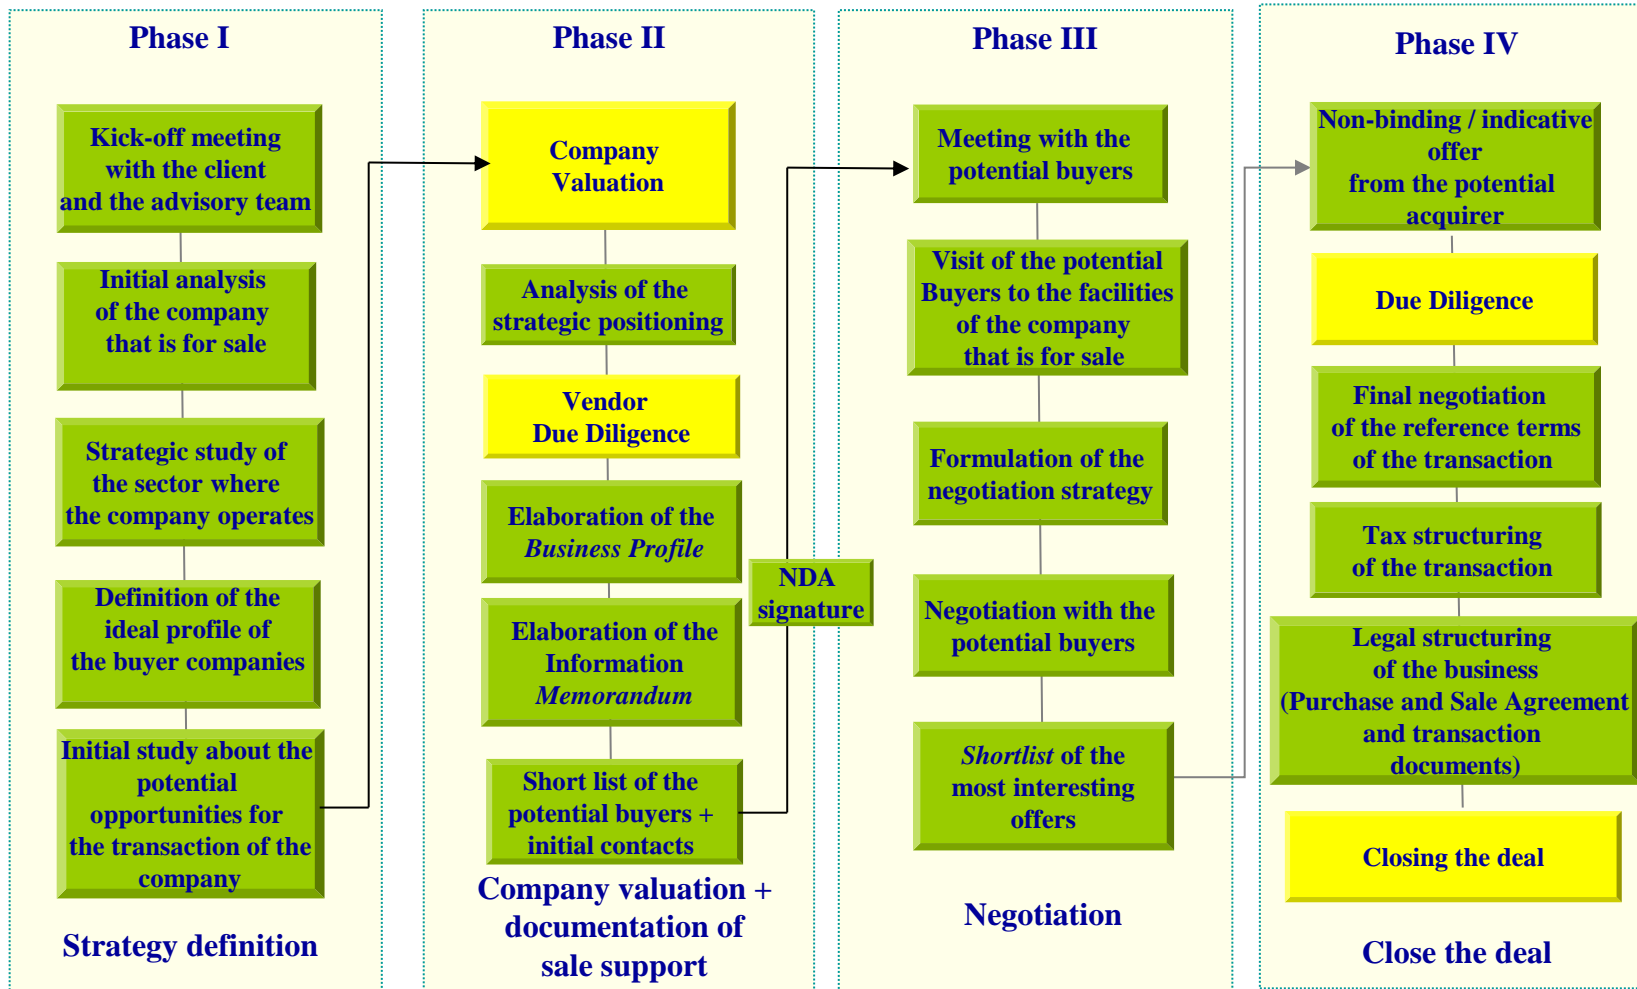 Phase I
Kick-off meeting
with the client
and the advisory team
Initial analysis
of the company
that is for sale
Strategic study of
the sector where
the company operates
Definition of the
ideal profile of
the buyer companies
Initial study about the
potential
opportunities for
the transaction of the
company
Strategy definition
Phase II
Company
Valuation
Analysis of the
strategic positioning
Vendor
Due Diligence
Elaboration of the
Business Profile
Elaboration of the
Information
Memorandum
Short list of the
potential buyers +
initial contacts
Company valuation +
documentation of
sale support
NDA
signature
Phase III
Meeting with the
potential buyers
Visit of the potential
Buyers to the facilities
of the company
that is for sale
Formulation of the
negotiation strategy
Negotiation with the
potential buyers
Shortlist of the
most interesting
offers
Negotiation
Phase IV
Non-binding / indicative
offer
from the potential
acquirer
Due Diligence
Final negotiation
of the reference terms
of the transaction
Tax structuring
of the transaction
Legal structuring
of the business
(Purchase and Sale Agreement
and transaction
documents)
Closing the deal
Close the deal